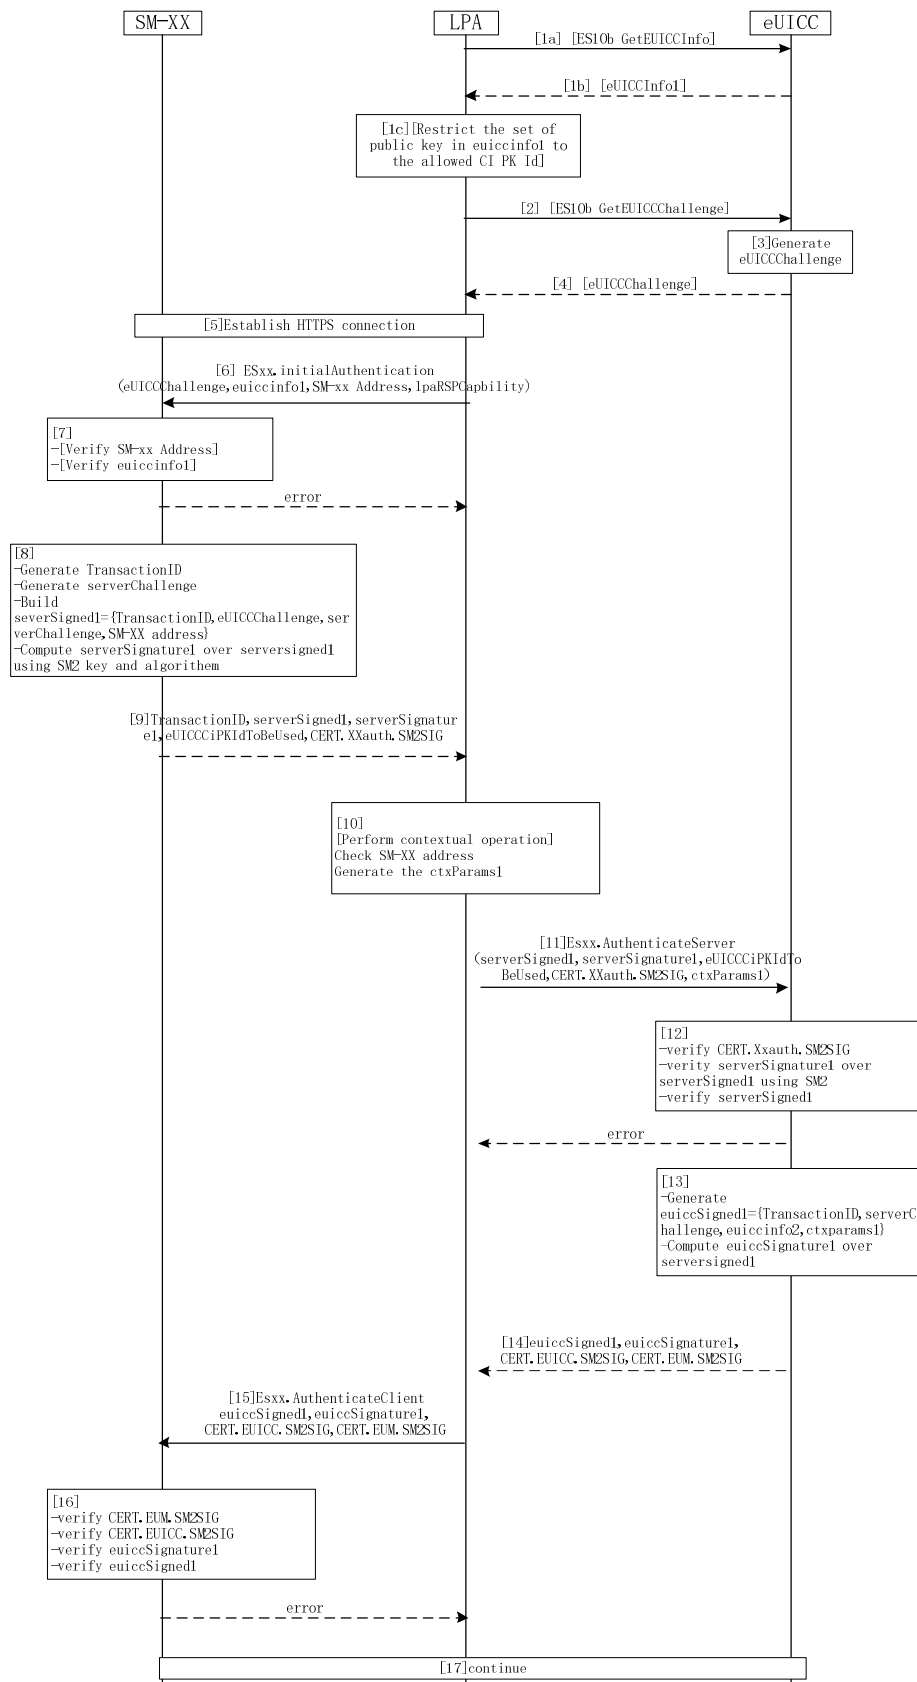 SM-XX
LPA
eUICC
[1a] [ES10b GetEUICCInfo]
[1b] [eUICCInfo1]
[1c][Restrict the set of
public key in euiccinfo1 to
the allowed CI PK Id]
[2] [ES10b GetEUICCChallenge]
[3]Generate
eUICCChallenge
[4] [eUICCChallenge]
[5]Establish HTTPS connection
[6] ESxx.initialAuthentication
(eUICCChallenge,euiccinfo1,SM-xx Address,lpaRSPCapbility)
[7]
-[Verify SM-xx Address]
-[Verify euiccinfo1]
error
[8]
-Generate TransactionID
-Generate serverChallenge
-Build
severSigned1={TransactionID,eUICCChallenge,ser
verChallenge,SM-XX address}
-Compute serverSignature1 over serversigned1
using SM2 key and algorithem
[9]TransactionID,serverSigned1,serverSignatur
e1,eUICCCiPKIdToBeUsed,CERT.XXauth.SM2SIG
[10]
[Perform contextual operation]
Check SM-XX address
Generate the ctxParams1
[11]Esxx.AuthenticateServer
(serverSigned1,serverSignature1,eUICCCiPKIdTo
BeUsed,CERT.XXauth.SM2SIG,ctxParams1)
[12]
-verify CERT.Xxauth.SM2SIG
-verity serverSignature1 over
serverSigned1 using SM2
-verify serverSigned1
error
[13]
-Generate
euiccSigned1={TransactionID,serverC
hallenge,euiccinfo2,ctxparams1}
-Compute euiccSignature1 over
serversigned1
[14]euiccSigned1,euiccSignature1,
CERT.EUICC.SM2SIG,CERT.EUM.SM2SIG
[15]Esxx.AuthenticateClient
euiccSigned1,euiccSignature1,
CERT.EUICC.SM2SIG,CERT.EUM.SM2SIG
[16]
-verify CERT.EUM.SM2SIG
-verify CERT.EUICC.SM2SIG
-verify euiccSignature1
-verify euiccSigned1
error
[17]continue